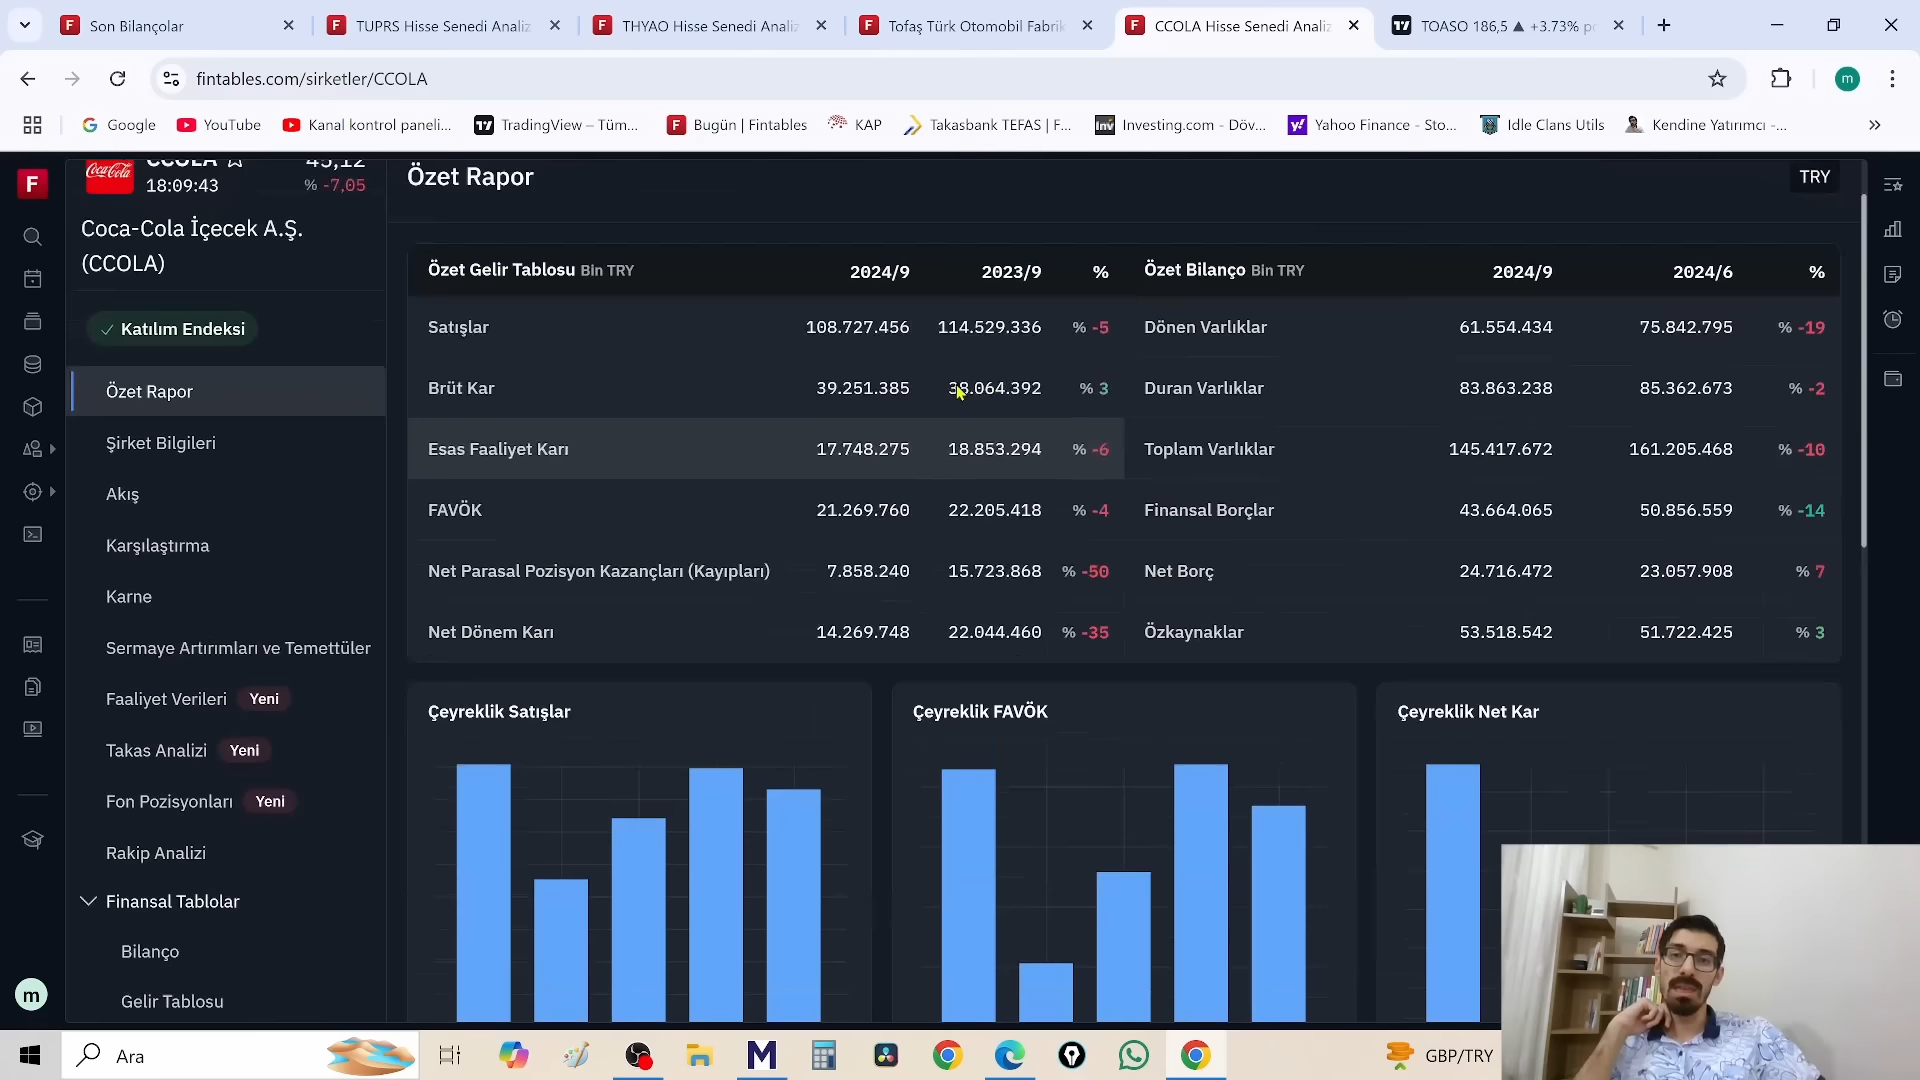 Son Bilançolar
TUPRS Hisse Senedi Analiz
THYAO Hisse Senedi Analiz
Tofaş Türk Otomobil Fabrik
CCOLA Hisse Senedi Analiz
TOASO 186,5 ▲ +3.73%
fintables.com/sirketler/CCOLA
m
Google
YouTube
Kanal kontrol paneli...
TradingView – Tüm...
Bugün | Fintables
KAP
Takasbank TEFAS | F...
Investing.com - Döv...
Yahoo Finance - Sto...
Idle Clans Utils
Kendine Yatırımcı -...
CCOLA
45,12
18:09:43
% -7,05
Coca-Cola İçecek A.Ş.
(CCOLA)
Katılım Endeksi
Özet Rapor
Şirket Bilgileri
Akış
Karşılaştırma
Karne
Sermaye Artırımları ve Temettüler
Faaliyet Verileri Yeni
Takas Analizi Yeni
Fon Pozisyonları Yeni
Rakip Analizi
Finansal Tablolar
Bilanço
Gelir Tablosu
Özet Rapor
TRY
Özet Gelir Tablosu Bin TRY 2024/9 2023/9 %
Satışlar 108.727.456 114.529.336 % -5
Brüt Kar 39.251.385 38.064.392 % 3
Esas Faaliyet Karı 17.748.275 18.853.294 % -6
FAVÖK 21.269.760 22.205.418 % -4
Net Parasal Pozisyon Kazançları (Kayıpları) 7.858.240 15.723.868 % -50
Net Dönem Karı 14.269.748 22.044.460 % -35
Özet Bilanço Bin TRY 2024/9 2024/6 %
Dönen Varlıklar 61.554.434 75.842.795 % -19
Duran Varlıklar 83.863.238 85.362.673 % -2
Toplam Varlıklar 145.417.672 161.205.468 % -10
Finansal Borçlar 43.664.065 50.856.559 % -14
Net Borç 24.716.472 23.057.908 % 7
Özkaynaklar 53.518.542 51.722.425 % 3
Çeyreklik Satışlar
Çeyreklik FAVÖK
Çeyreklik Net Kar
m
Ara
GBP/TRY